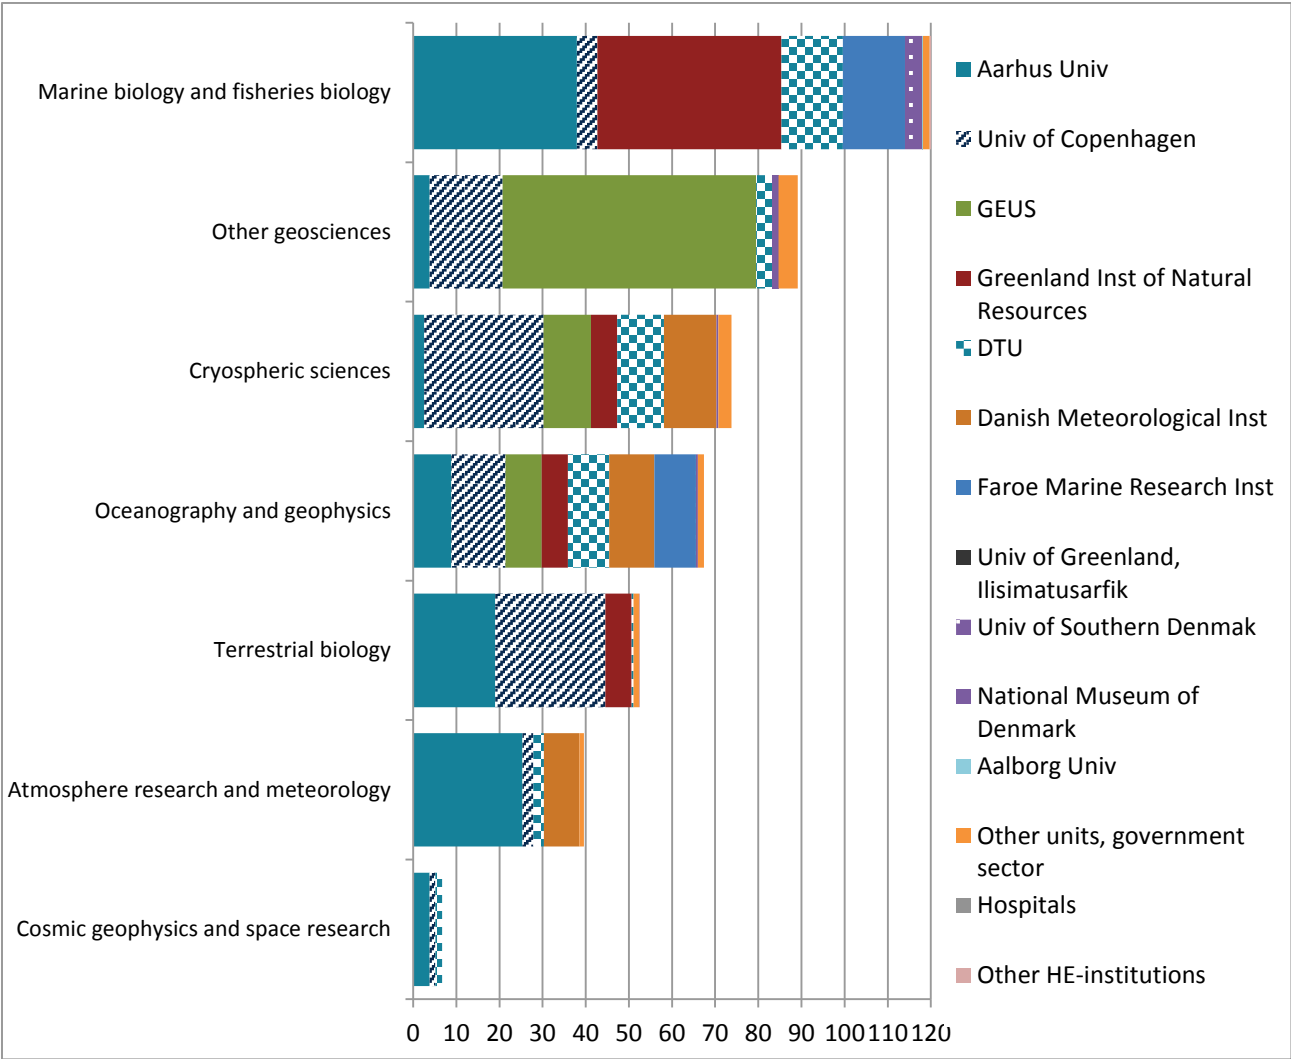 Marine biology and fisheries biology
Other geosciences
Cryospheric sciences
Oceanography and geophysics
Terrestrial biology
Atmosphere research and meteorology
Cosmic geophysics and space research
0 10 20 30 40 50 60 70 80 90 100 110 120
Aarhus Univ
Univ of Copenhagen
GEUS
Greenland Inst of Natural
Resources
DTU
Danish Meteorological Inst
Faroe Marine Research Inst
Univ of Greenland,
Ilisimatusarfik
Univ of Southern Denmak
National Museum of
Denmark
Aalborg Univ
Other units, government
sector
Hospitals
Other HE-institutions